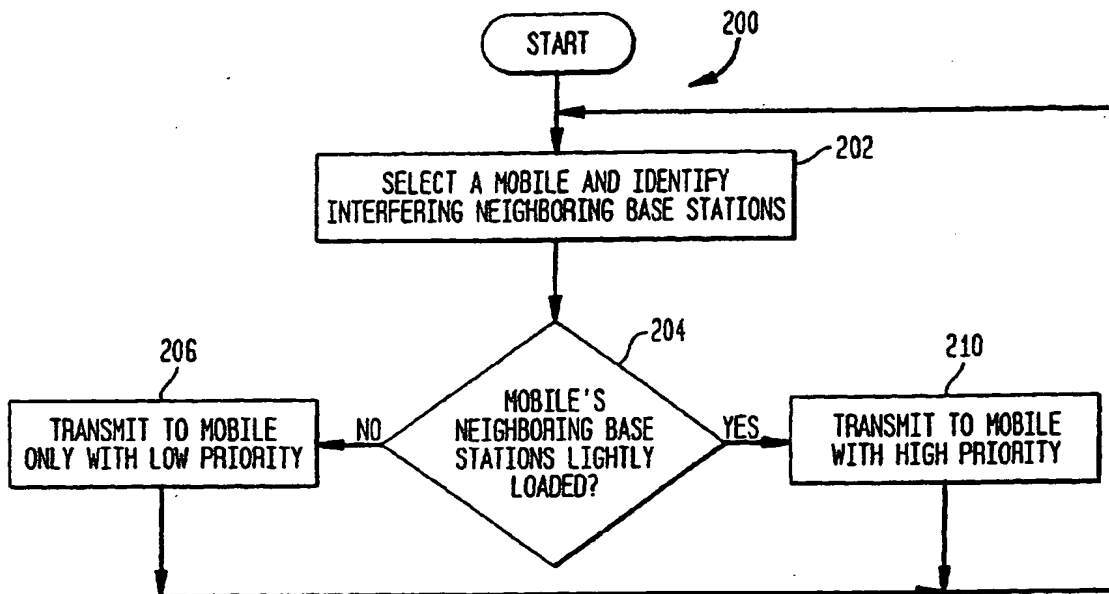 START
200
202
SELECT A MOBILE AND IDENTIFY
INTERFERING NEIGHBORING BASE STATIONS
204
206
210
MOBILE'S
NEIGHBORING BASE
STATIONS LIGHTLY
LOADED?
NO
YES
TRANSMIT TO MOBILE
ONLY WITH LOW PRIORITY
TRANSMIT TO MOBILE
WITH HIGH PRIORITY